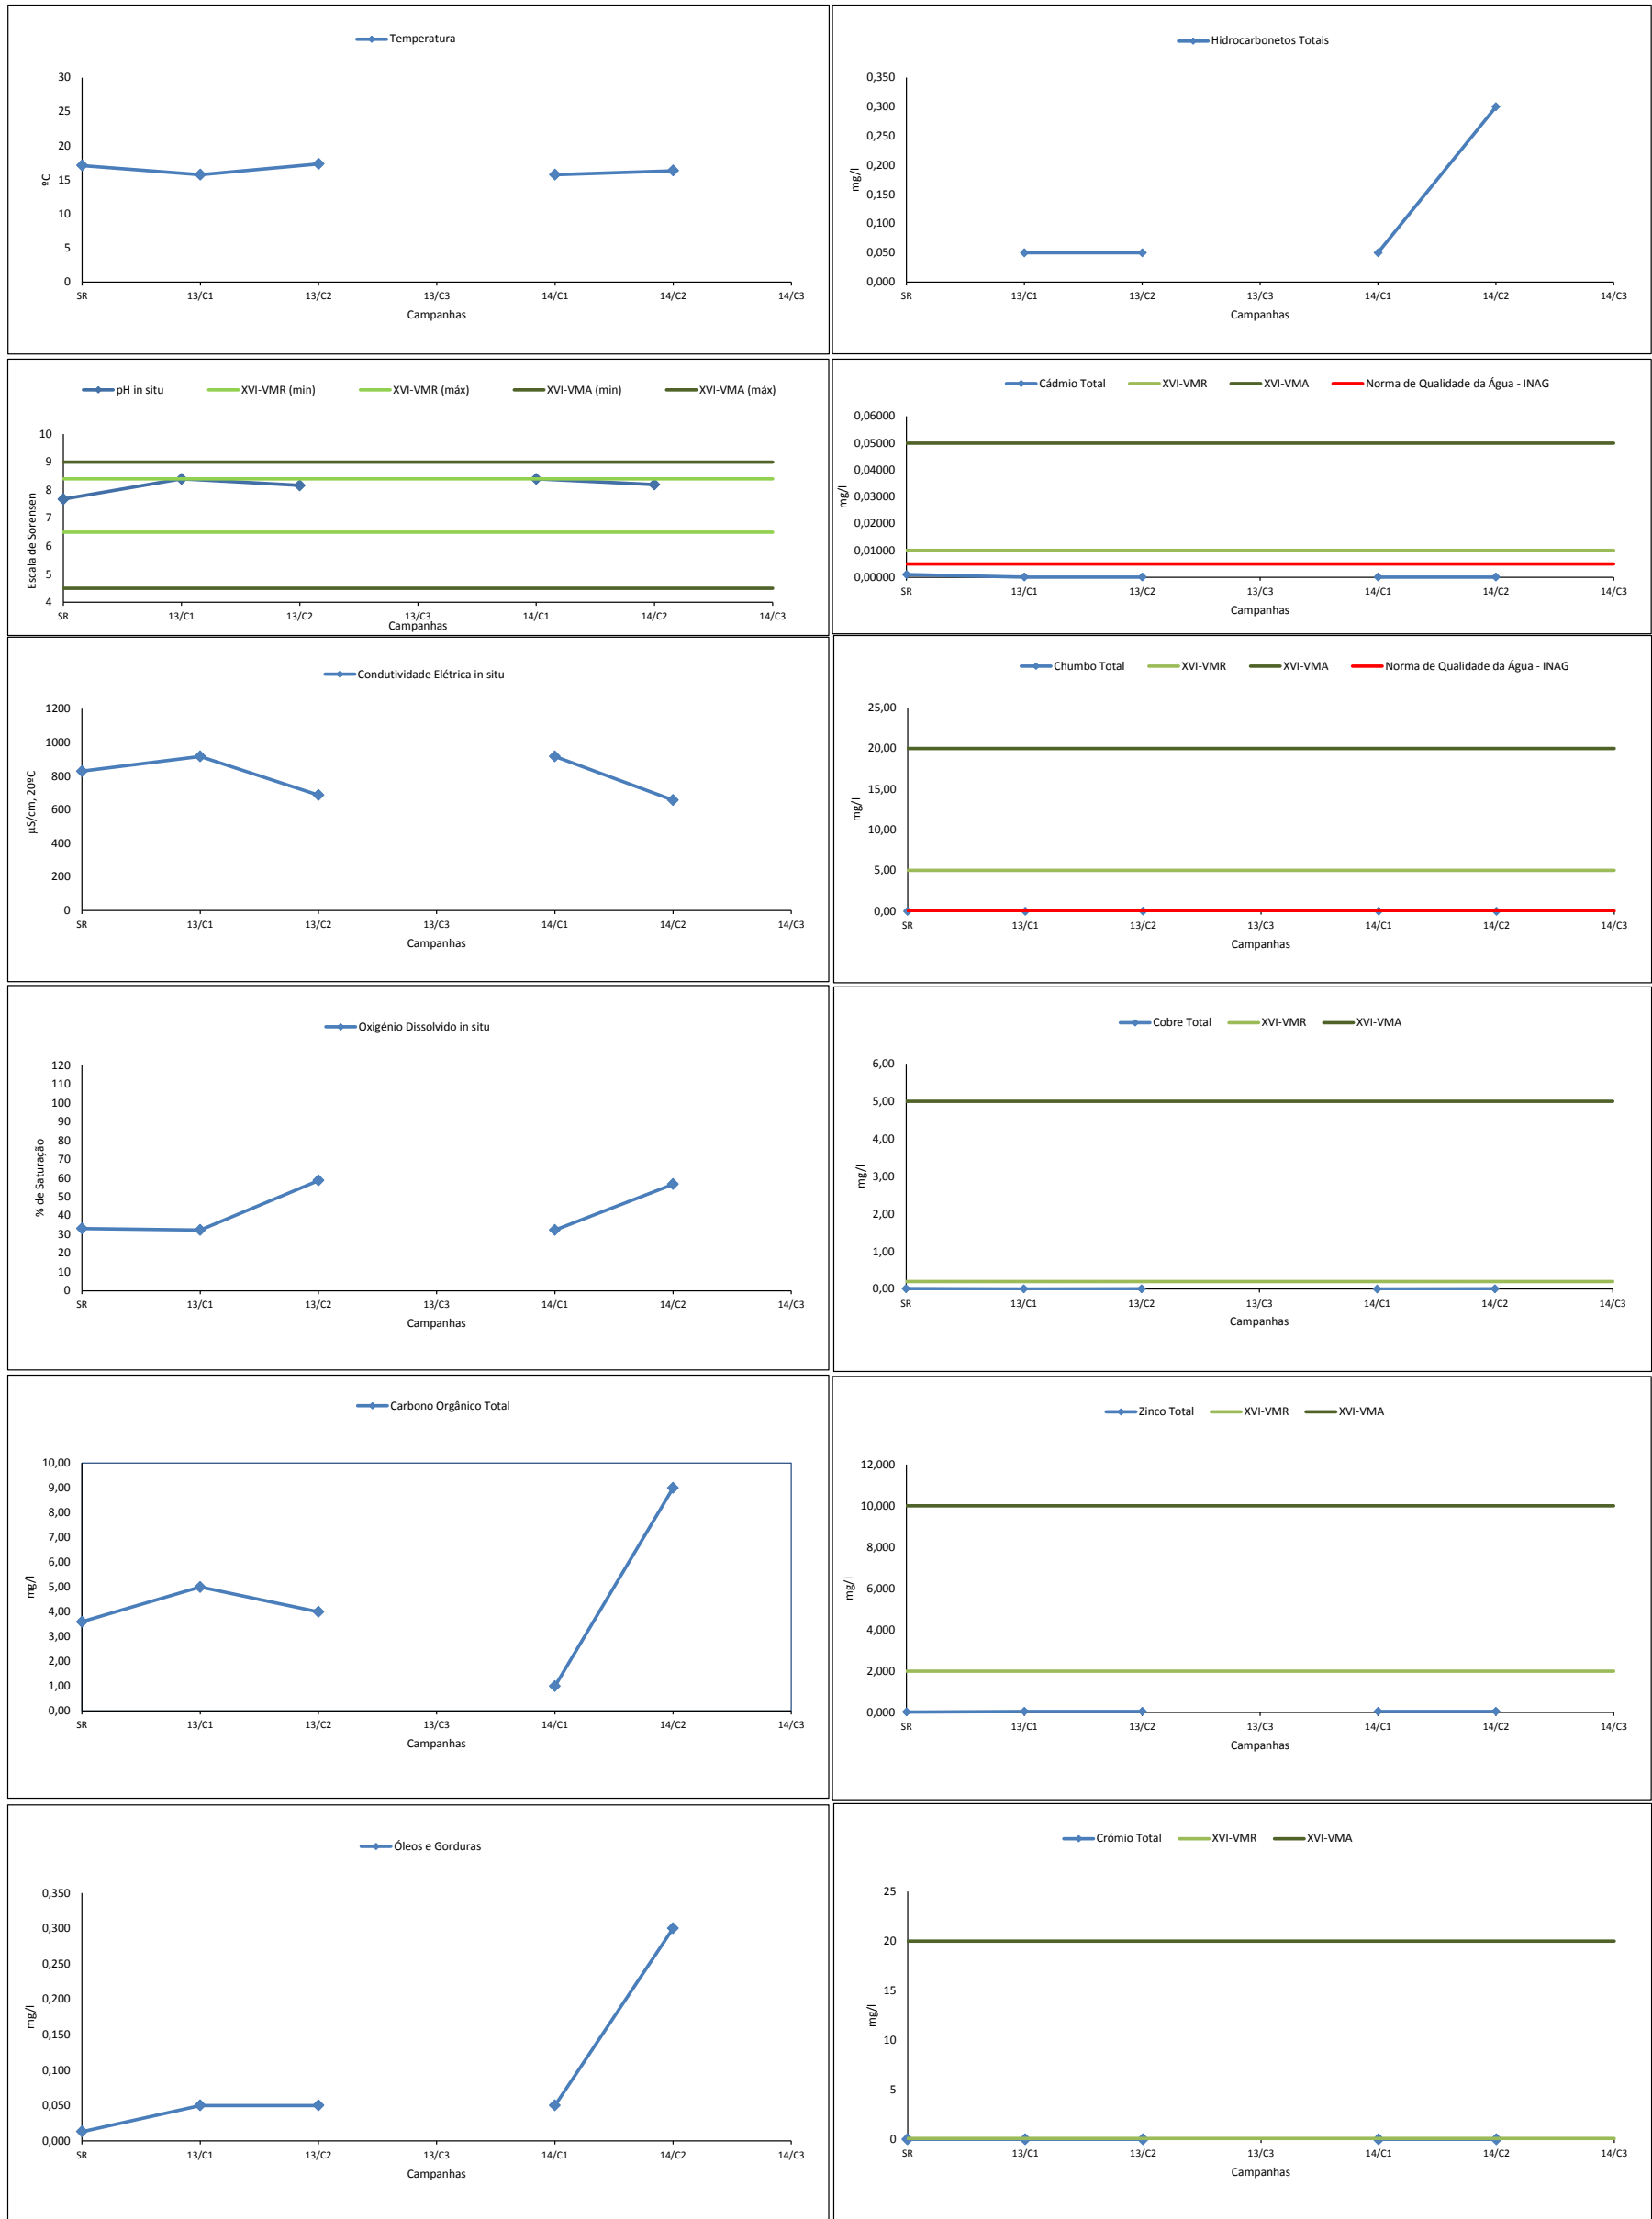 Temperatura
30
25
20
15
10
5
0
ºC
SR 13/C1 13/C2 13/C3 14/C1 14/C2 14/C3
Campanhas
Hidrocarbonetos Totais
0,350
0,300
0,250
0,200
0,150
0,100
0,050
0,000
mg/l
SR 13/C1 13/C2 13/C3 14/C1 14/C2 14/C3
Campanhas
pH in situ XVI-VMR (min) XVI-VMR (máx) XVI-VMA (min) XVI-VMA (máx)
10
9
8
7
6
5
4
Escala de Sorensen
SR 13/C1 13/C2 13/C3 14/C1 14/C2 14/C3
Campanhas
Cádmio Total XVI-VMR XVI-VMA Norma de Qualidade da Água - INAG
0,06000
0,05000
0,04000
0,03000
0,02000
0,01000
0,00000
mg/l
SR 13/C1 13/C2 13/C3 14/C1 14/C2 14/C3
Campanhas
Condutividade Elétrica in situ
1200
1000
800
600
400
200
0
µS/cm, 20ºC
SR 13/C1 13/C2 13/C3 14/C1 14/C2 14/C3
Campanhas
Chumbo Total XVI-VMR XVI-VMA Norma de Qualidade da Água - INAG
25,00
20,00
15,00
10,00
5,00
0,00
mg/l
SR 13/C1 13/C2 13/C3 14/C1 14/C2 14/C3
Campanhas
Oxigénio Dissolvido in situ
120
110
100
90
80
70
60
50
40
30
20
10
0
% de Saturação
SR 13/C1 13/C2 13/C3 14/C1 14/C2 14/C3
Campanhas
Cobre Total XVI-VMR XVI-VMA
6,00
5,00
4,00
3,00
2,00
1,00
0,00
mg/l
SR 13/C1 13/C2 13/C3 14/C1 14/C2 14/C3
Campanhas
Carbono Orgânico Total
10,00
9,00
8,00
7,00
6,00
5,00
4,00
3,00
2,00
1,00
0,00
mg/l
SR 13/C1 13/C2 13/C3 14/C1 14/C2 14/C3
Campanhas
Zinco Total XVI-VMR XVI-VMA
12,000
10,000
8,000
6,000
4,000
2,000
0,000
mg/l
SR 13/C1 13/C2 13/C3 14/C1 14/C2 14/C3
Campanhas
Óleos e Gorduras
0,350
0,300
0,250
0,200
0,150
0,100
0,050
0,000
mg/l
SR 13/C1 13/C2 13/C3 14/C1 14/C2 14/C3
Campanhas
Crómio Total XVI-VMR XVI-VMA
25
20
15
10
5
0
mg/l
SR 13/C1 13/C2 13/C3 14/C1 14/C2 14/C3
Campanhas